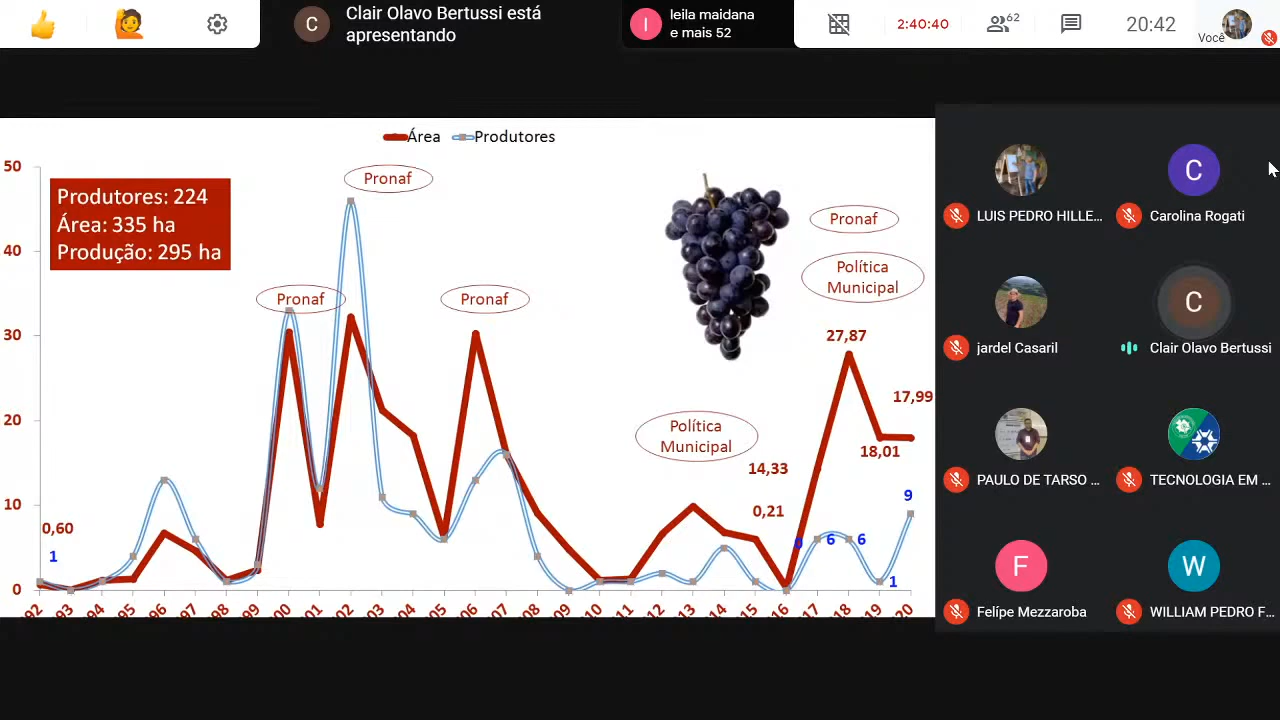 Clair Olavo Bertussi está
apresentando
I
leila maidana
e mais 52
2:40:40
62
20:42
Você
C
Área
Produtores
50
40
30
20
10
0
Produtores: 224
Área: 335 ha
Produção: 295 ha
Pronaf
Pronaf
Pronaf
Pronaf
Política
Municipal
Política
Municipal
0,60
1
14,33
0,21
27,87
18,01
17,99
0
6
6
1
9
92
93
94
95
96
97
98
99
00
01
02
03
04
05
06
07
08
09
10
11
12
13
14
15
16
17
18
19
20
LUIS PEDRO HILLE...
C
Carolina Rogati
jardel Casaril
C
Clair Olavo Bertussi
PAULO DE TARSO ...
TECNOLOGIA EM ...
F
Felípe Mezzaroba
W
WILLIAM PEDRO F...